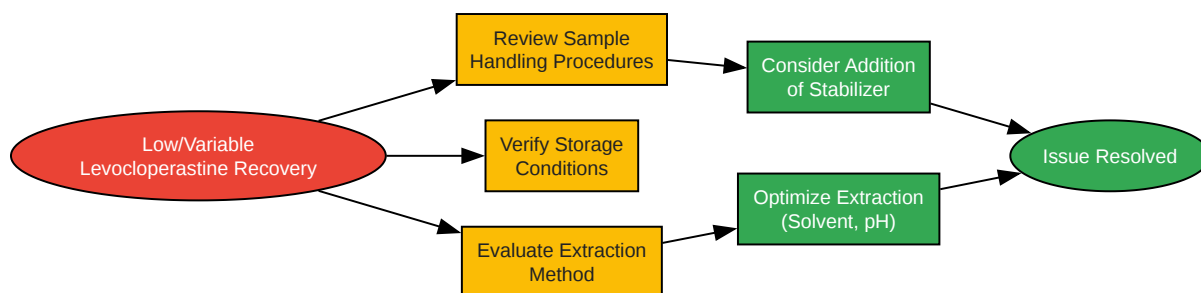 Low/Variable
Levocloperastine Recovery
Review Sample
Handling Procedures
Verify Storage
Conditions
Evaluate Extraction
Method
Consider Addition
of Stabilizer
Optimize Extraction
(Solvent, pH)
Issue Resolved